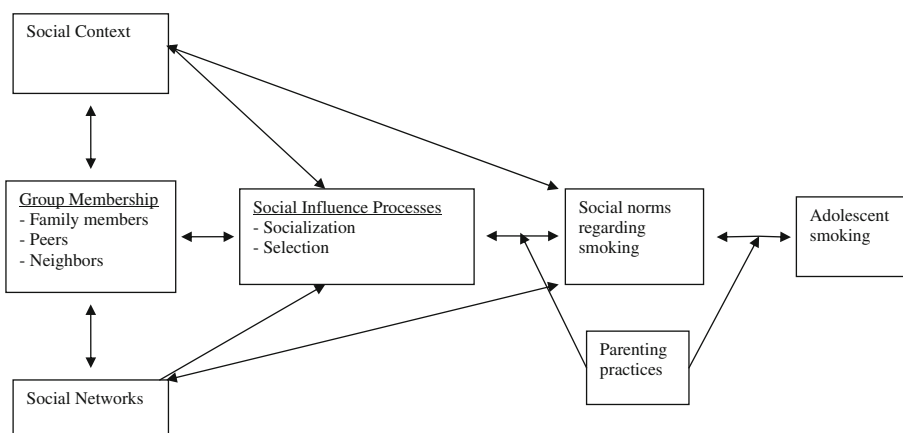 Social Context
Group Membership
- Family members
- Peers
- Neighbors
Social Influence Processes
- Socialization
- Selection
Social norms
regarding
smoking
Adolescent
smoking
Parenting
practices
Social Networks